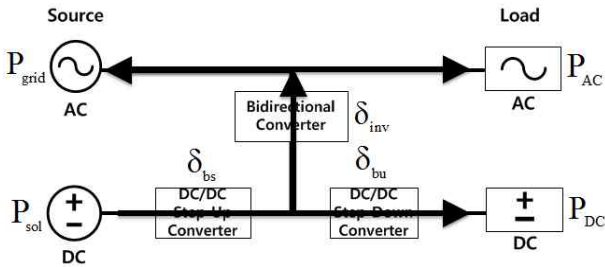 Source
Load
P_grid
AC
AC
P_AC
Bidirectional
Converter
δ_inv
δ_bs
δ_bu
P_sol
DC
DC/DC
Step-Up
Converter
DC/DC
Step-Down
Converter
DC
P_DC